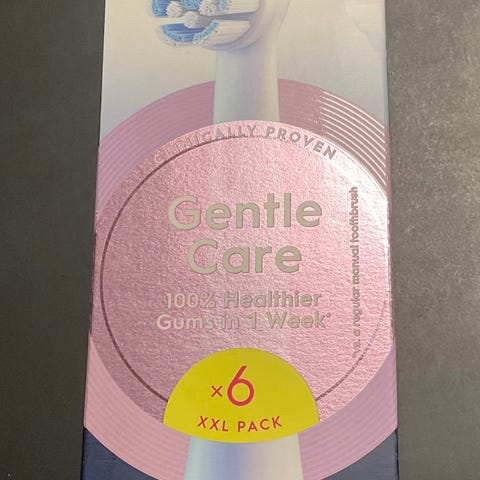 CLINICALLY PROVEN
Gentle
Care
100% Healthier
Gums in 1 Week*
*vs. a regular manual toothbrush
×6
XXL PACK